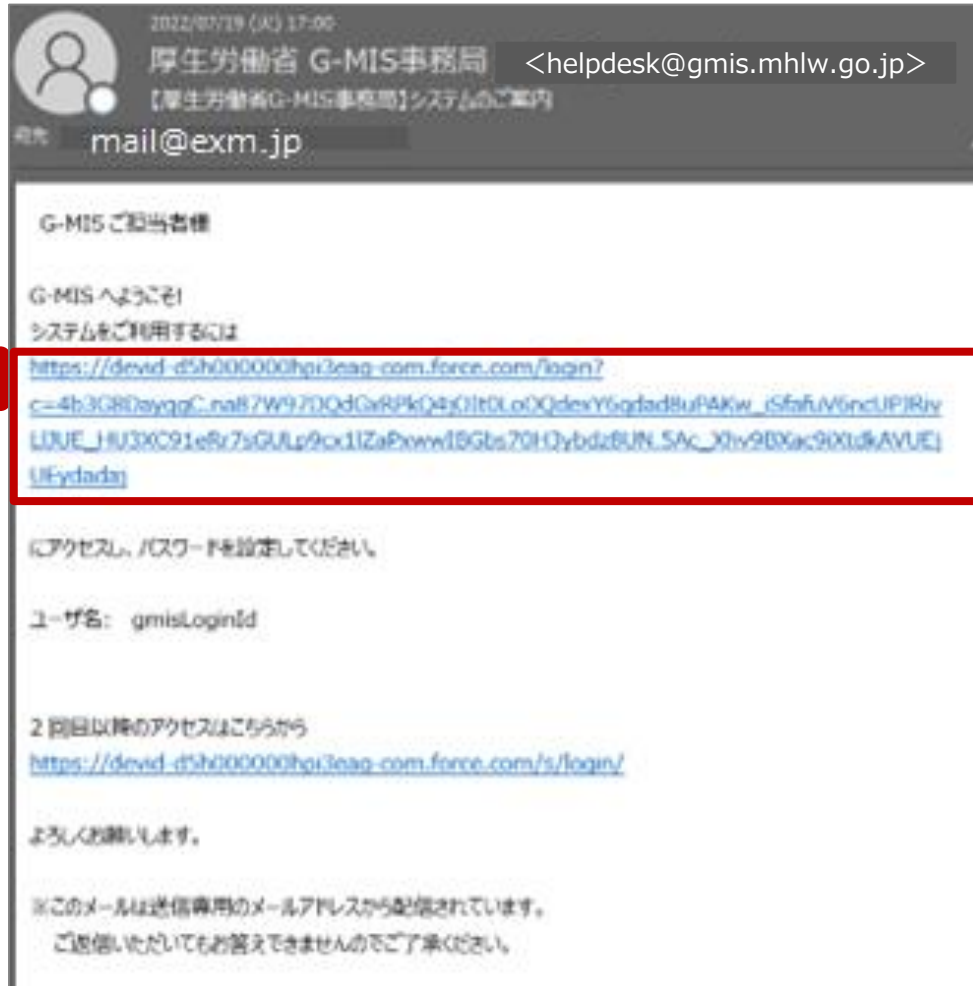 2022/07/19 (火) 17:00
厚生労働省 G-MIS事務局 <helpdesk@gmis.mhlw.go.jp>
【厚生労働省G-MIS事務局】システムのご案内
宛先 mail@exm.jp
G-MIS ご担当者様
G-MIS へようこそ!
システムをご利用するには
https://devid-d5h000000hpi3eag-com.force.com/login?
にアクセスし、パスワードを設定してください。
ユーザ名: gmisLoginId
2 回目以降のアクセスはこちらから
https://devid-d5h000000hpi3eag-com.force.com/s/login/
よろしくお願いします。
※このメールは送信専用のメールアドレスから配信されています。
ご返信いただいてもお答えできませんのでご了承ください。